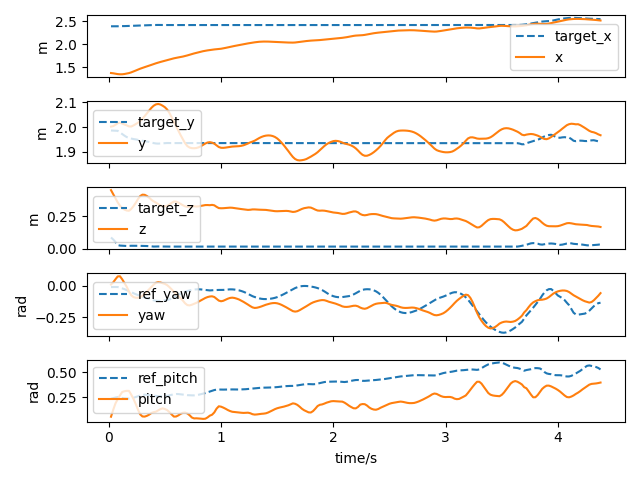 2.5
2.0
1.5
m
target_x
x
2.1
2.0
1.9
m
target_y
y
0.25
0.00
m
target_z
z
0.00
−0.25
rad
ref_yaw
yaw
0.50
0.25
rad
ref_pitch
pitch
0 1 2 3 4
time/s